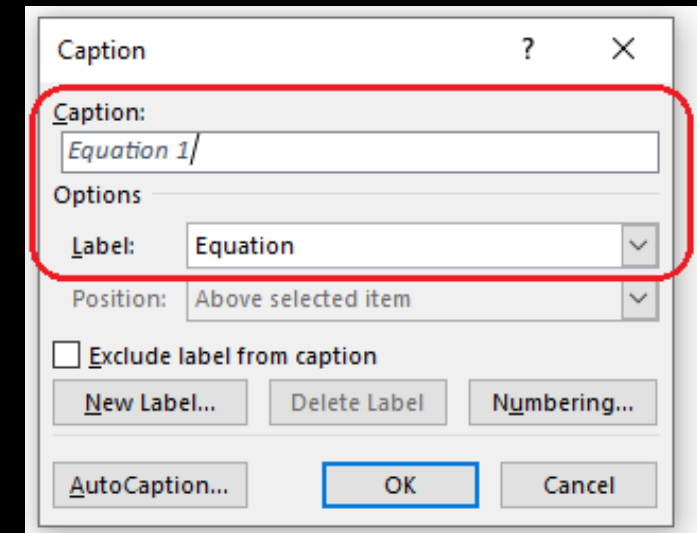 Caption ?
Caption:
Equation 1
Options
Label: Equation
Position: Above selected item
Exclude label from caption
New Label... Delete Label Numbering...
AutoCaption... OK Cancel